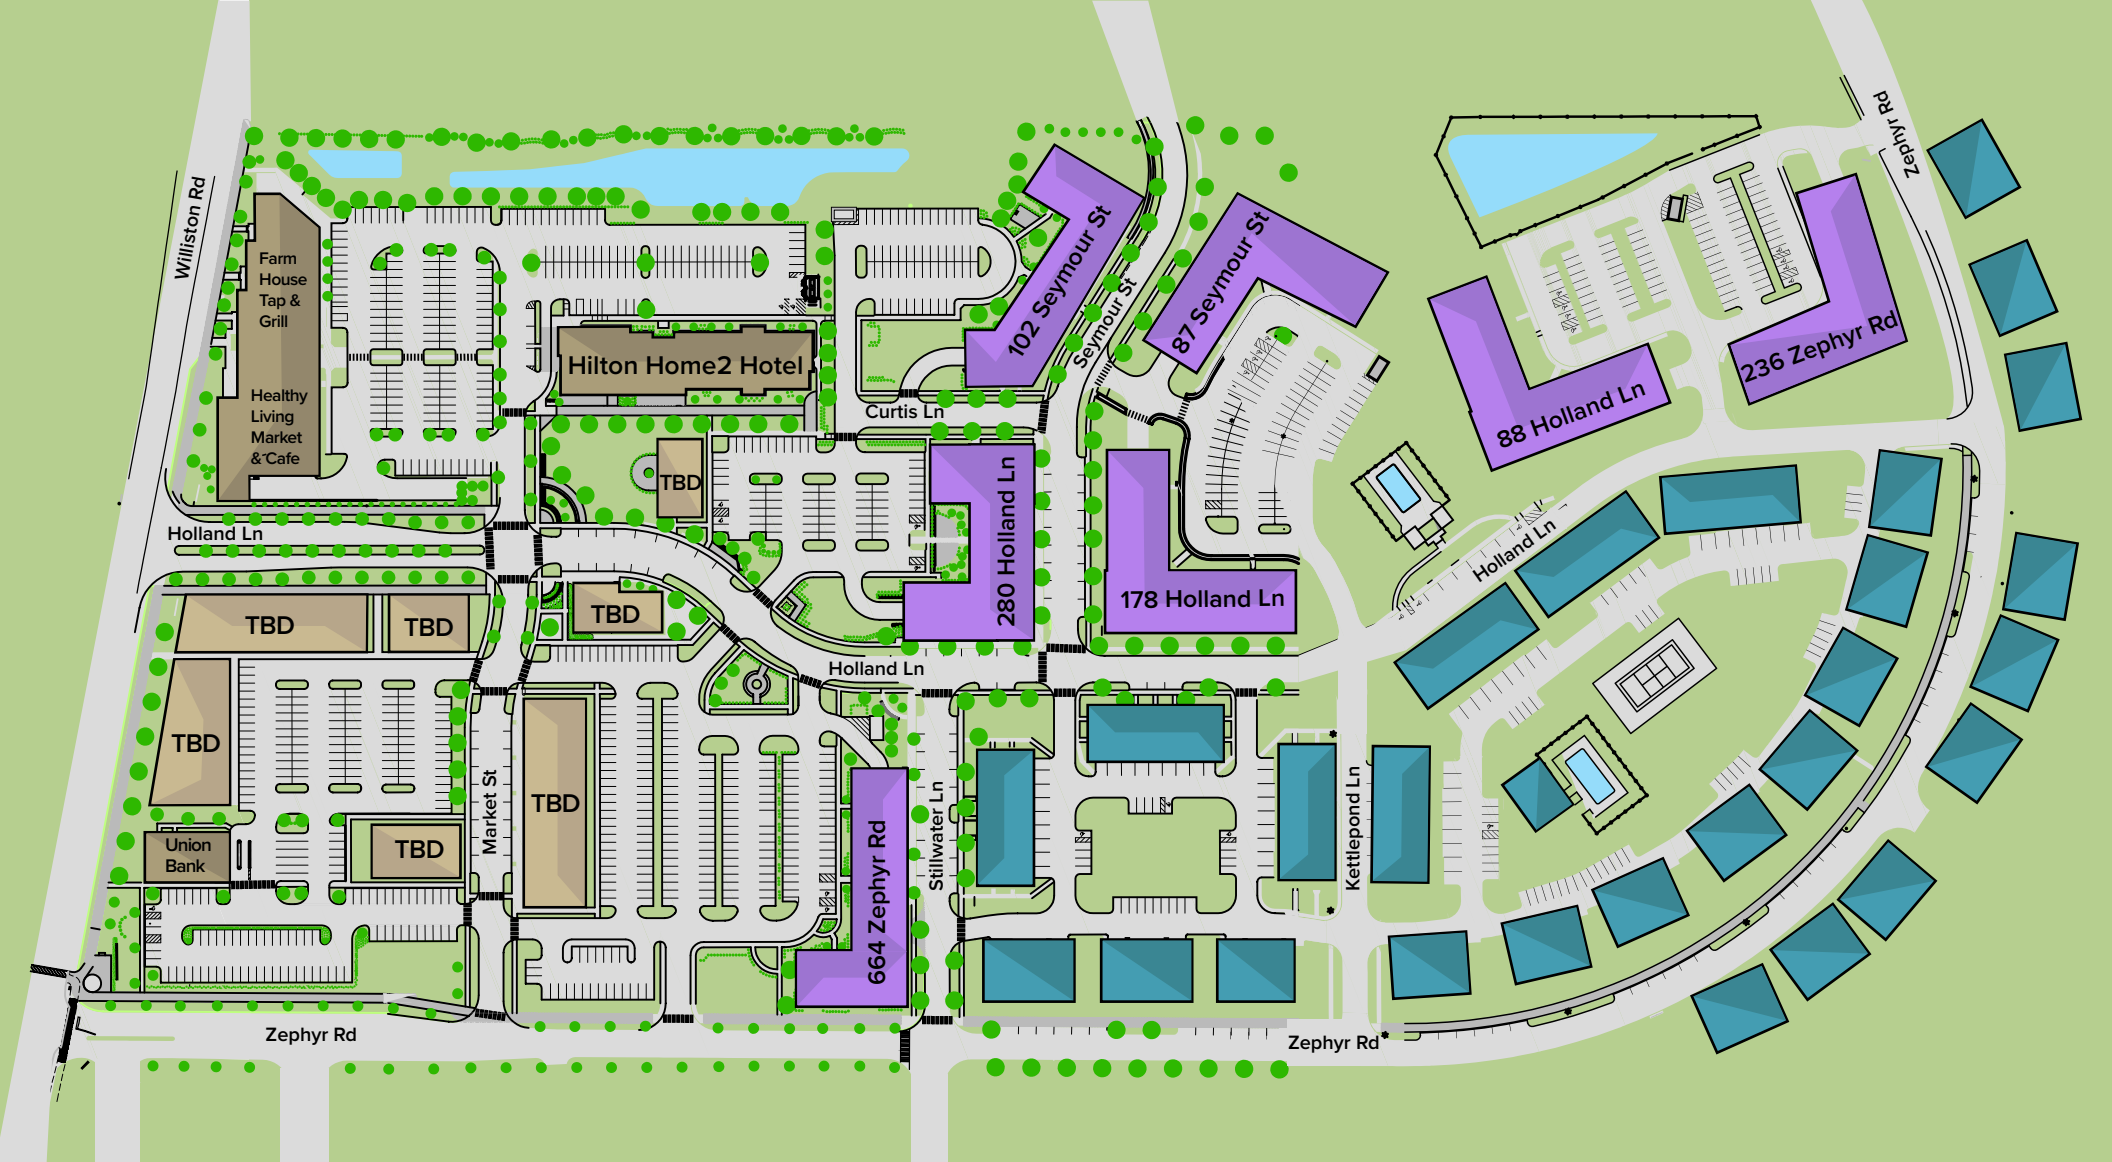 Zephyr Rd
Williston Rd
Farm
House
Tap &
Grill
Healthy
Living
Market
& Cafe
Hilton Home2 Hotel
102 Seymour St
Seymour St
87 Seymour St
88 Holland Ln
236 Zephyr Rd
Zephyr Rd
Curtis Ln
TBD
280 Holland Ln
178 Holland Ln
Holland Ln
Holland Ln
TBD
TBD
TBD
Holland Ln
TBD
TBD
Market St
TBD
Union
Bank
664 Zephyr Rd
Stillwater Ln
Kettlepond Ln
Zephyr Rd
Zephyr Rd